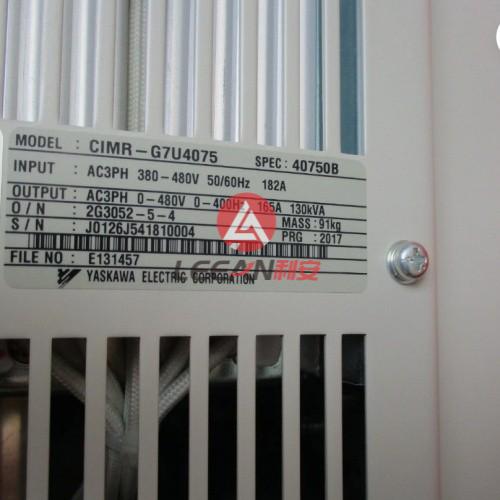 MODEL : CIMR-G7U4075 SPEC: 40750B
INPUT : AC3PH 380-480V 50/60Hz 182A
OUTPUT : AC3PH 0-480V 0-400Hz 165A 130kVA
O/N : 2G3052-5-4 MASS: 91kg
S/N : J0126J541810004 PRG: 2017
LEEAN利安
FILE NO : E131457
YASKAWA ELECTRIC CORPORATION